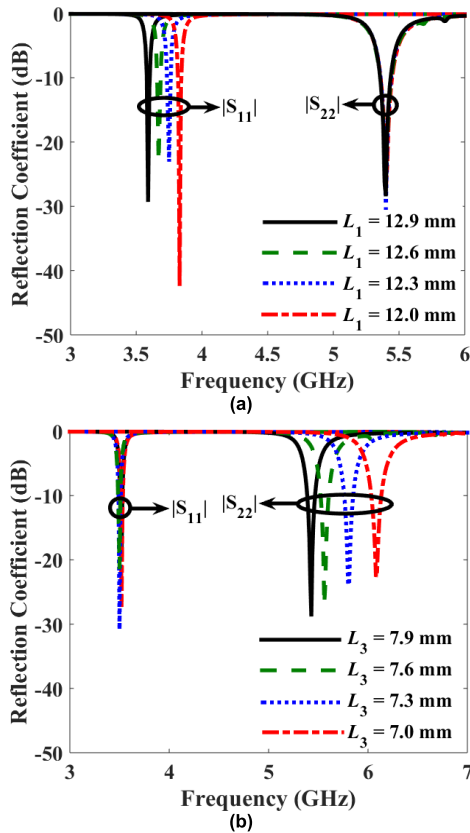 0
-10
-20
-30
-40
-50
Reflection Coefficient (dB)
|S11|
|S22|
L1 = 12.9 mm
L1 = 12.6 mm
L1 = 12.3 mm
L1 = 12.0 mm
3 3.5 4 4.5 5 5.5 6
Frequency (GHz)
(a)
0
-10
-20
-30
-40
-50
Reflection Coefficient (dB)
|S11| |S22|
L3 = 7.9 mm
L3 = 7.6 mm
L3 = 7.3 mm
L3 = 7.0 mm
3 4 5 6 7
Frequency (GHz)
(b)